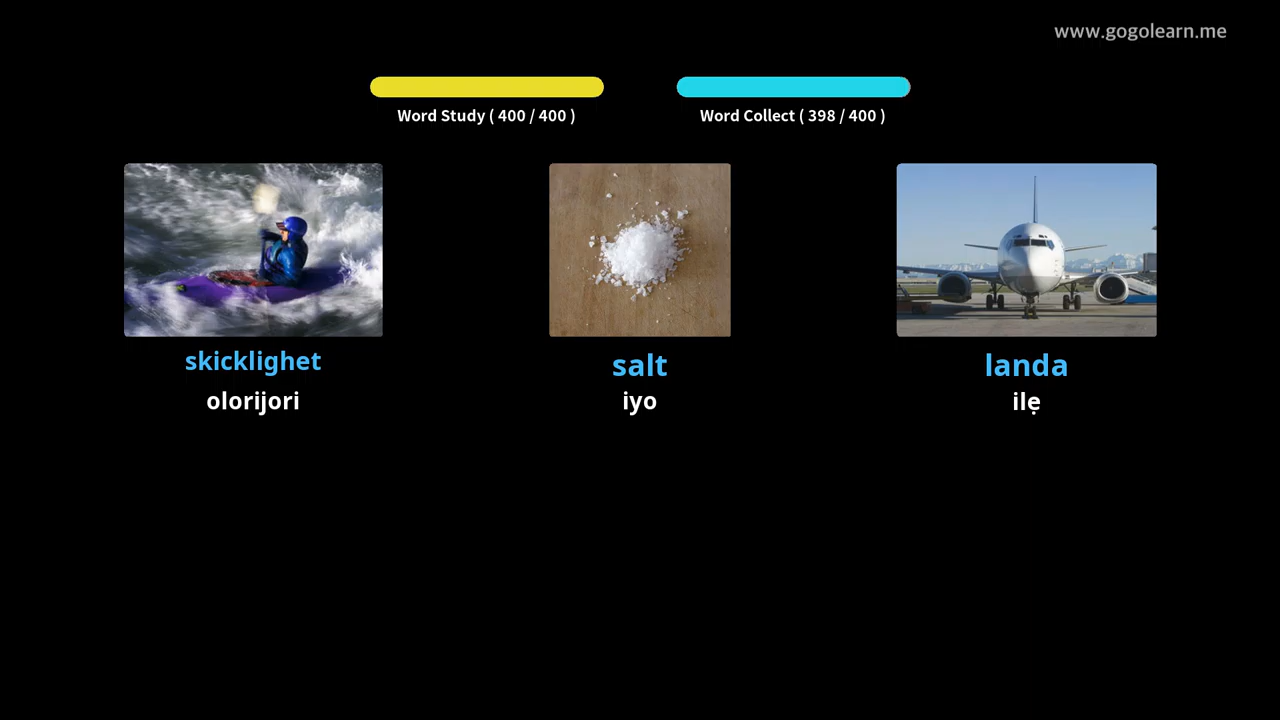 www.gogolearn.me
Word Study ( 400 / 400 )
Word Collect ( 398 / 400 )
skicklighet
salt
landa
olorijori
iyo
ilẹ